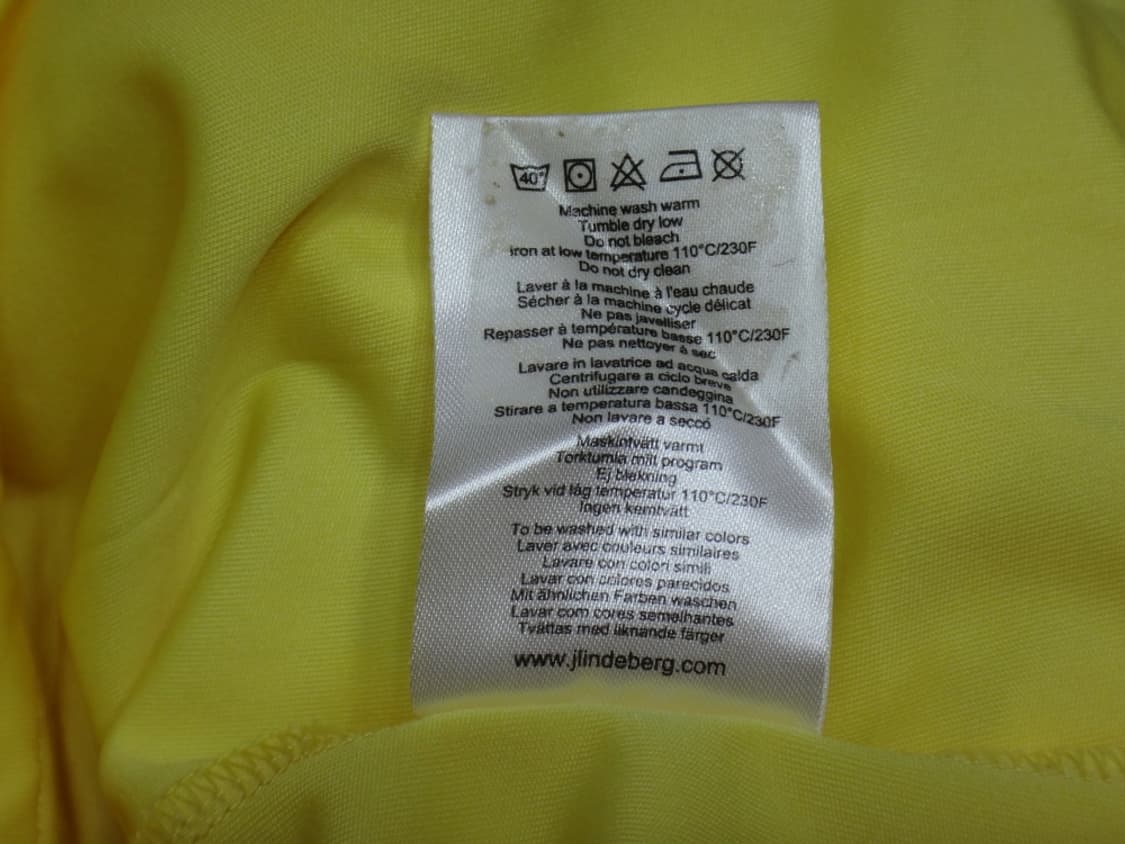 40°
Machine wash warm
Tumble dry low
Do not bleach
Iron at low temperature 110°C/230F
Do not dry clean
Laver à la machine à l'eau chaude
Sécher à la machine cycle délicat
Ne pas javelliser
Repasser à température basse 110°C/230F
Ne pas nettoyer à sec
Lavare in lavatrice ad acqua calda
Centrifugare a ciclo breve
Non utilizzare candeggina
Stirare a temperatura bassa 110°C/230F
Non lavare a secco
Maskintvätt varmt
Torktumla milt program
Ej blekning
Stryk vid låg temperatur 110°C/230F
Ingen kemtvätt
To be washed with similar colors
Laver avec couleurs similaires
Lavare con colori simili
Lavar con colores parecidos
Mit ähnlichen Farben waschen
Lavar com cores semelhantes
Tvättas med liknande färger
www.jlindeberg.com